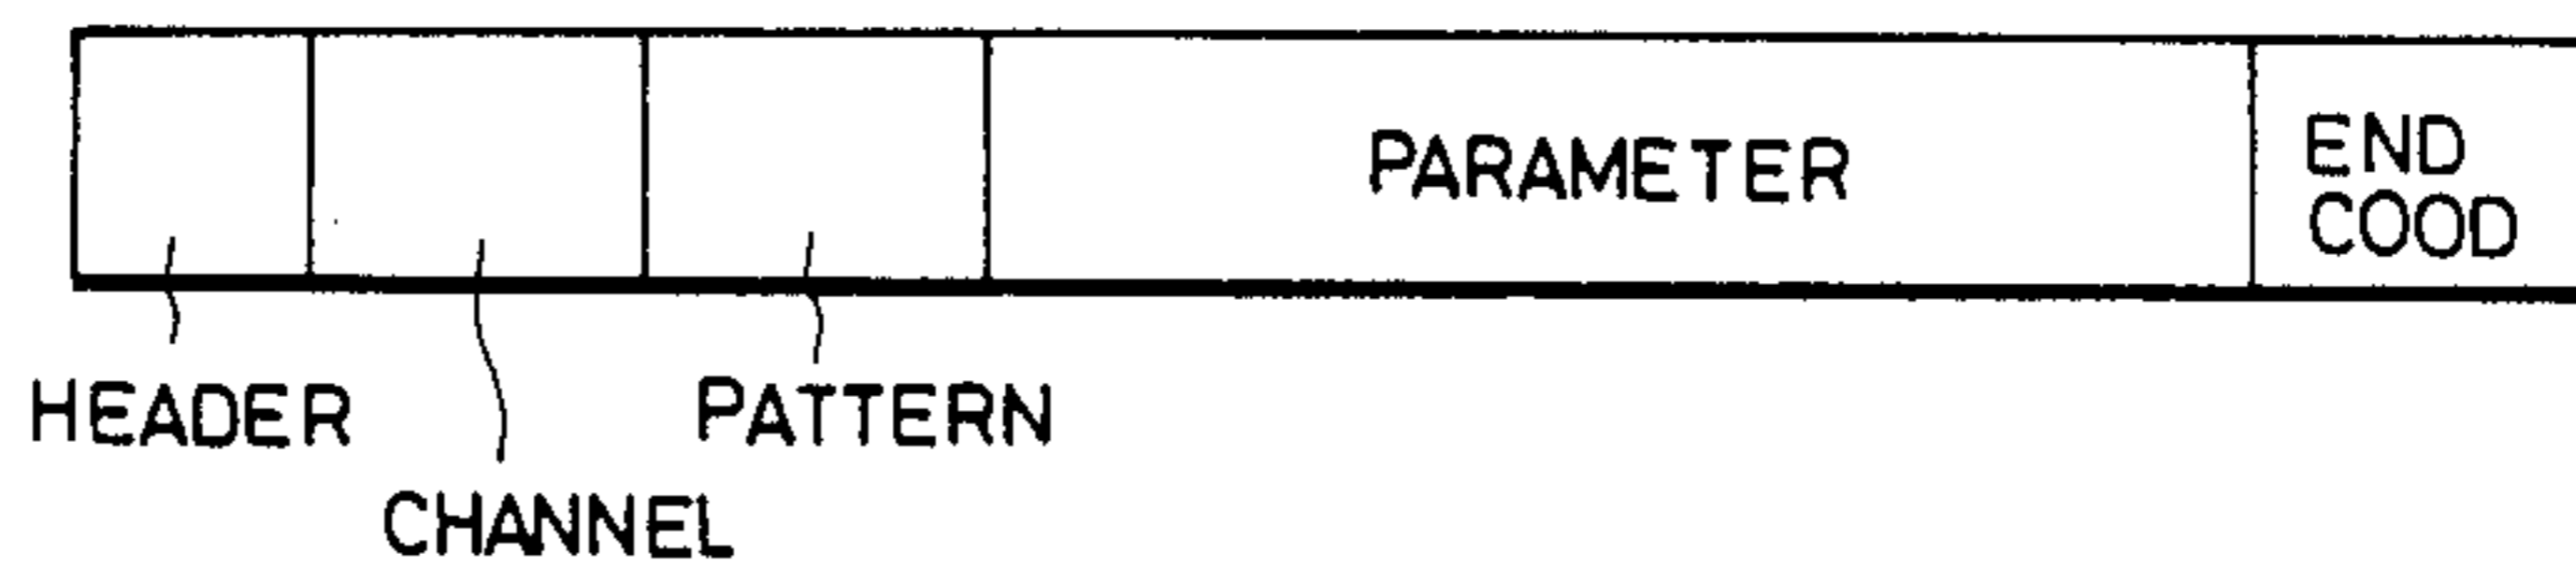 PARAMETER
END
COOD
HEADER
PATTERN
CHANNEL